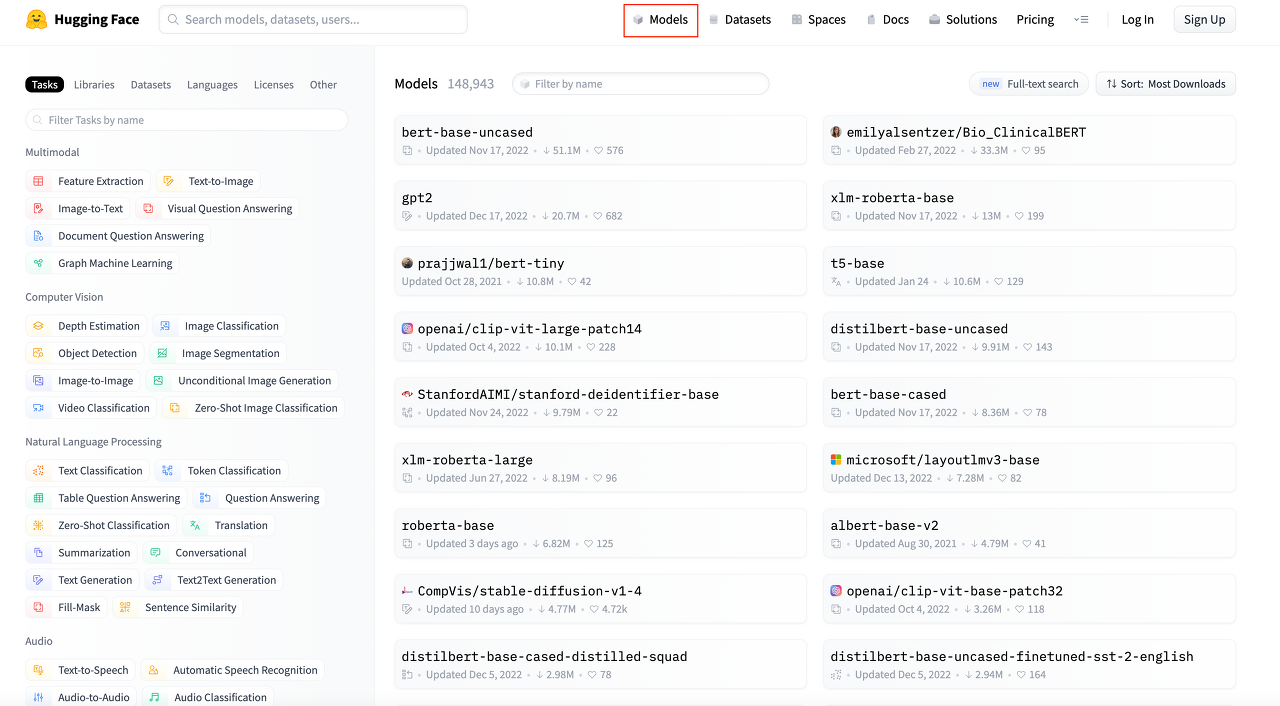 Hugging Face
Search models, datasets, users...
Models
Datasets
Spaces
Docs
Solutions
Pricing
Log In
Sign Up
Tasks
Libraries
Datasets
Languages
Licenses
Other
Filter Tasks by name
Multimodal
Feature Extraction
Text-to-Image
Image-to-Text
Visual Question Answering
Document Question Answering
Graph Machine Learning
Computer Vision
Depth Estimation
Image Classification
Object Detection
Image Segmentation
Image-to-Image
Unconditional Image Generation
Video Classification
Zero-Shot Image Classification
Natural Language Processing
Text Classification
Token Classification
Table Question Answering
Question Answering
Zero-Shot Classification
Translation
Summarization
Conversational
Text Generation
Text2Text Generation
Fill-Mask
Sentence Similarity
Audio
Text-to-Speech
Automatic Speech Recognition
Audio-to-Audio
Audio Classification
Models 148,943
Filter by name
new Full-text search
Sort: Most Downloads
bert-base-uncased
Updated Nov 17, 2022 • 51.1M • 576
emilyalsentzer/Bio_ClinicalBERT
Updated Feb 27, 2022 • 33.3M • 95
gpt2
Updated Dec 17, 2022 • 20.7M • 682
xlm-roberta-base
Updated Nov 17, 2022 • 13M • 199
prajjwal1/bert-tiny
Updated Oct 28, 2021 • 10.8M • 42
t5-base
Updated Jan 24 • 10.6M • 129
openai/clip-vit-large-patch14
Updated Oct 4, 2022 • 10.1M • 228
distilbert-base-uncased
Updated Nov 17, 2022 • 9.91M • 143
StanfordAIMI/stanford-deidentifier-base
Updated Nov 24, 2022 • 9.79M • 22
bert-base-cased
Updated Nov 17, 2022 • 8.36M • 78
xlm-roberta-large
Updated Jun 27, 2022 • 8.19M • 96
microsoft/layoutlmv3-base
Updated Dec 13, 2022 • 7.28M • 82
roberta-base
Updated 3 days ago • 6.82M • 125
albert-base-v2
Updated Aug 30, 2021 • 4.79M • 41
CompVis/stable-diffusion-v1-4
Updated 10 days ago • 4.77M • 4.72k
openai/clip-vit-base-patch32
Updated Oct 4, 2022 • 3.26M • 118
distilbert-base-cased-distilled-squad
Updated Dec 5, 2022 • 2.98M • 78
distilbert-base-uncased-finetuned-sst-2-english
Updated Dec 5, 2022 • 2.94M • 164